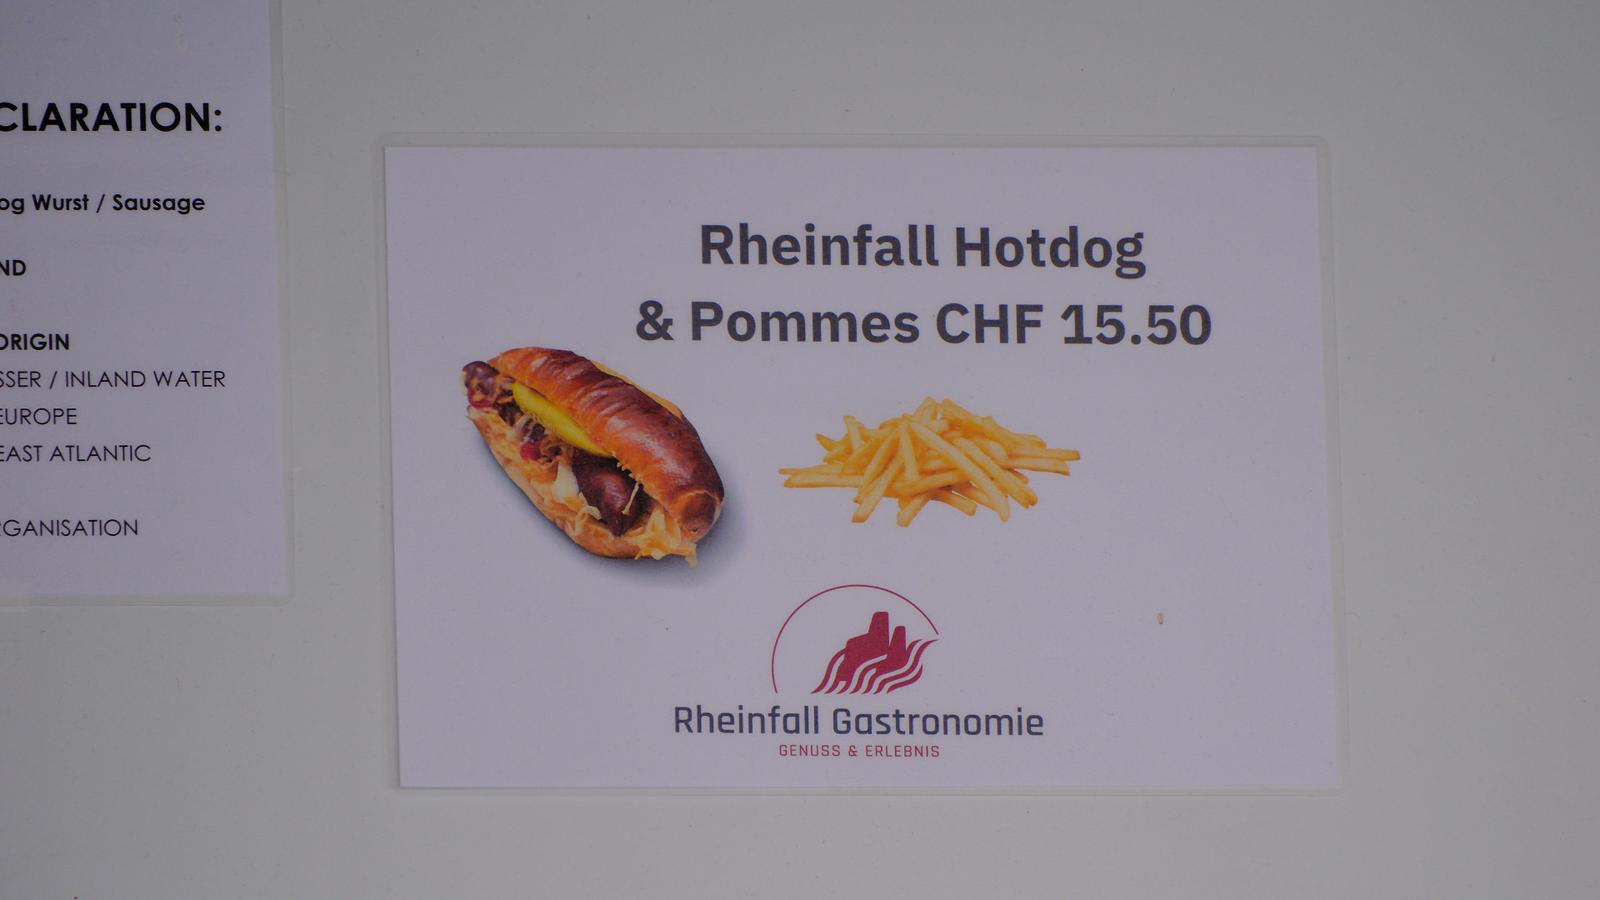 CLARATION:
og Wurst / Sausage
ND
ORIGIN
SSER / INLAND WATER
EUROPE
EAST ATLANTIC
RGANISATION
Rheinfall Hotdog
& Pommes CHF 15.50
Rheinfall Gastronomie
GENUSS & ERLEBNIS